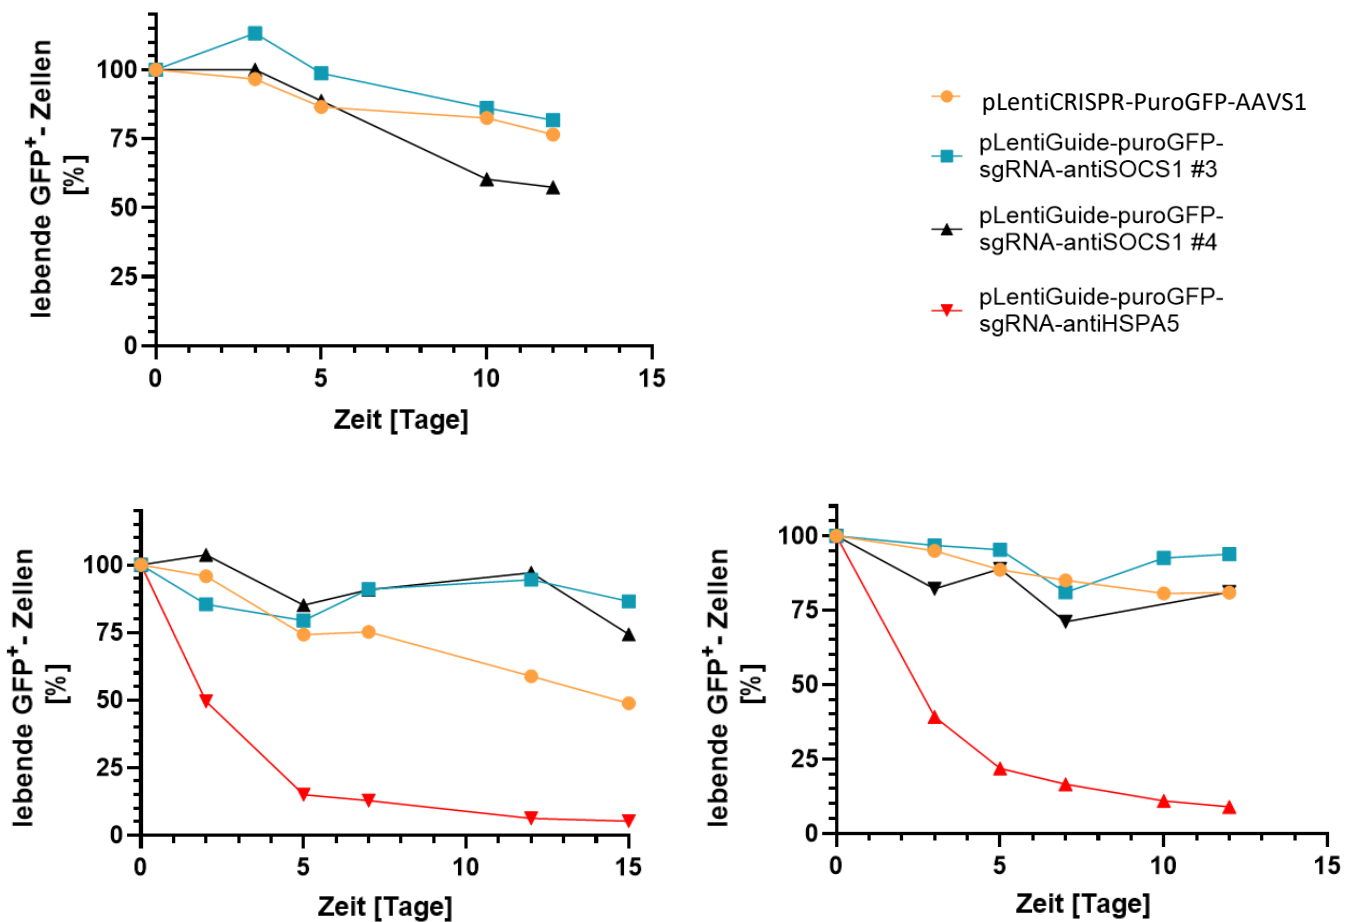 lebende GFP⁺- Zellen
[%]
100
75
50
25
0
0 5 10 15
Zeit [Tage]
pLentiCRISPR-PuroGFP-AAVS1
pLentiGuide-puroGFP-
sgRNA-antiSOCS1 #3
pLentiGuide-puroGFP-
sgRNA-antiSOCS1 #4
pLentiGuide-puroGFP-
sgRNA-antiHSPA5
lebende GFP⁺- Zellen
[%]
100
75
50
25
0
0 5 10 15
Zeit [Tage]
lebende GFP⁺- Zellen
[%]
100
75
50
25
0
0 5 10 15
Zeit [Tage]